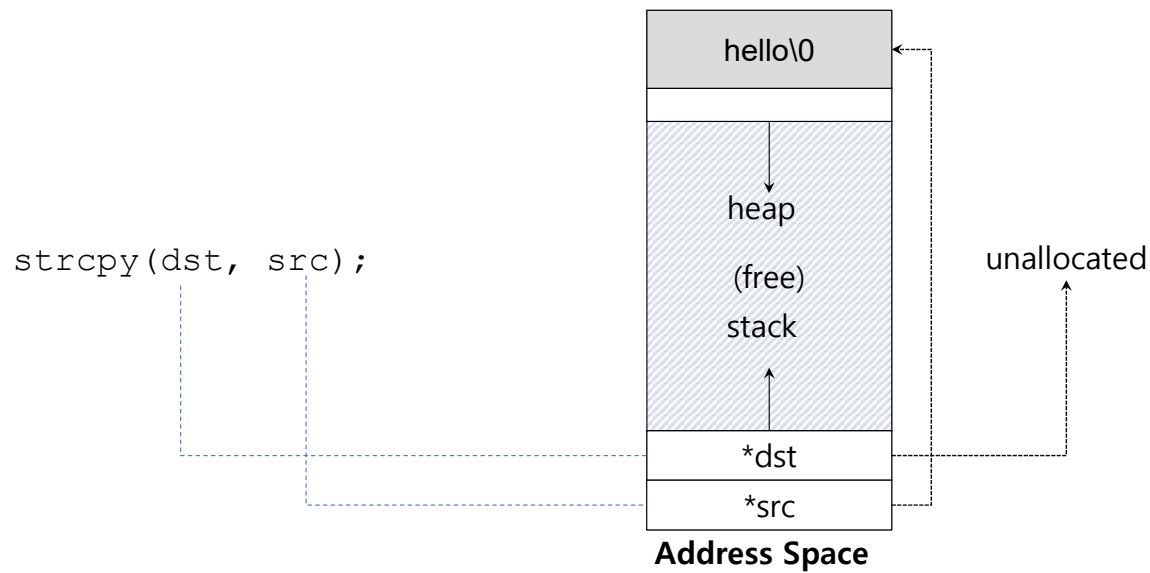 hello\0
heap
strcpy(dst, src);
(free)
unallocated
stack
*dst
*src
Address Space